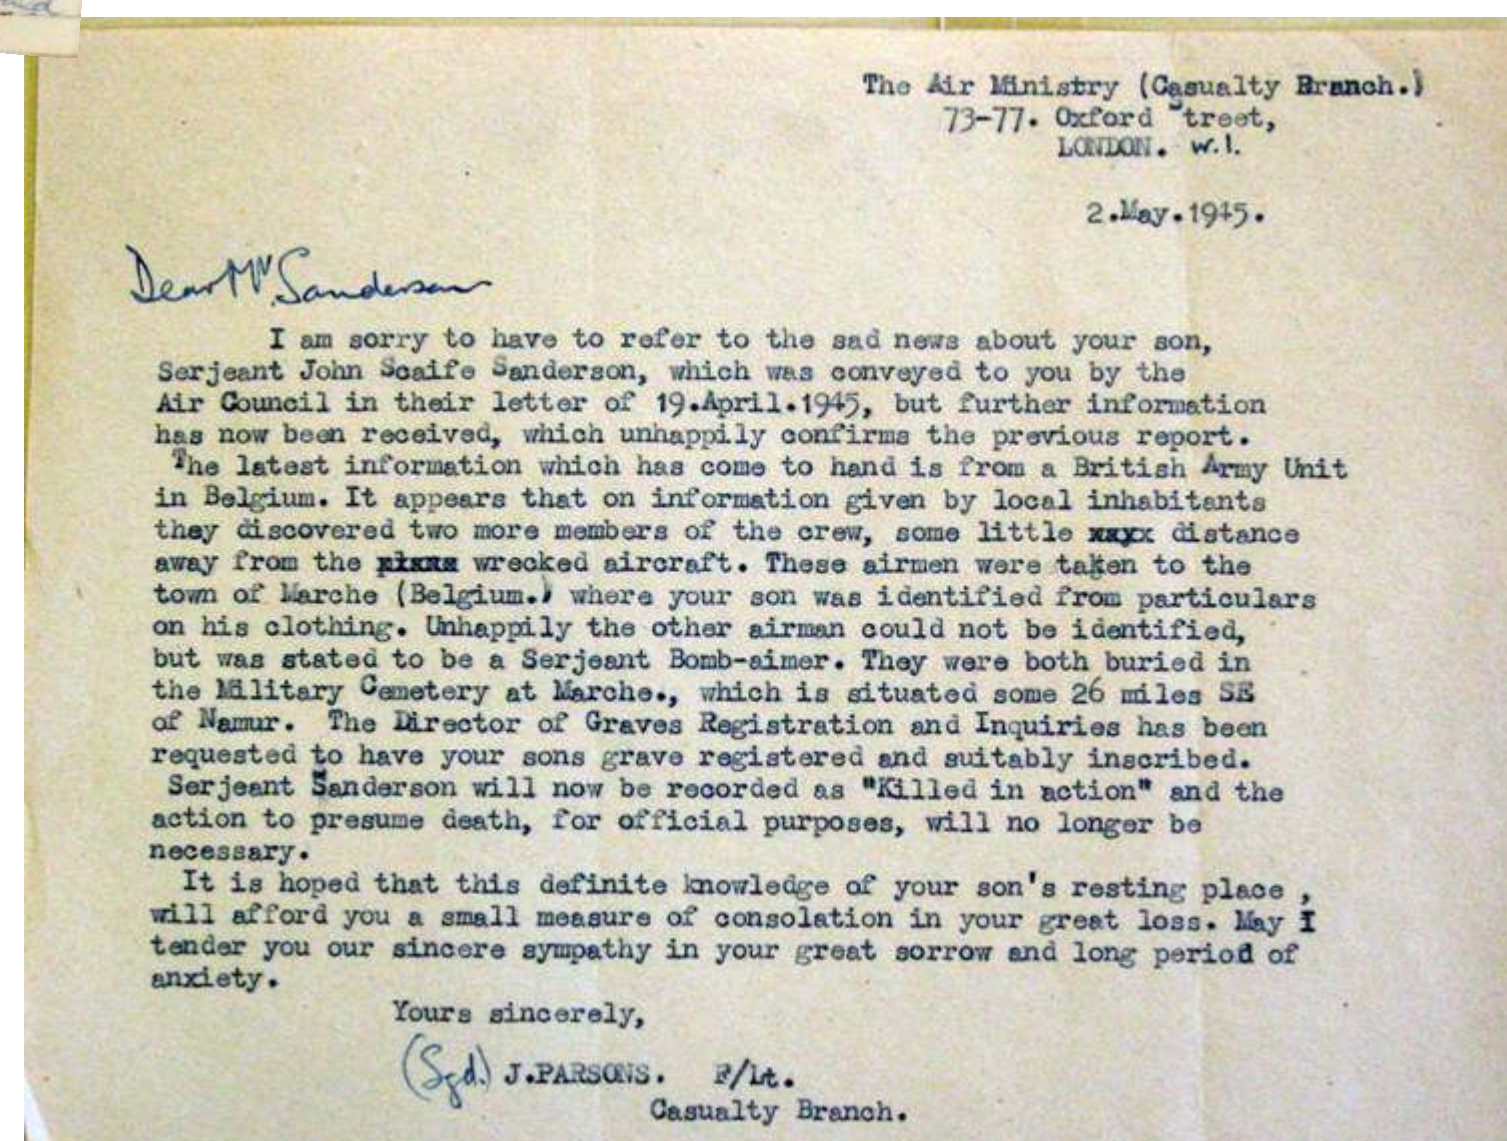 The Air Ministry (Casualty Branch.)
73-77. Oxford Street,
LONDON. W.1.
2.May.1945.
Dear Mr. Sanderson
I am sorry to have to refer to the sad news about your son,
Serjeant John Scaife Sanderson, which was conveyed to you by the
Air Council in their letter of 19.April.1945, but further information
has now been received, which unhappily confirms the previous report.
The latest information which has come to hand is from a British Army Unit
in Belgium. It appears that on information given by local inhabitants
they discovered two more members of the crew, some little distance
away from the wrecked aircraft. These airmen were taken to the
town of Marche (Belgium.) where your son was identified from particulars
on his clothing. Unhappily the other airman could not be identified,
but was stated to be a Serjeant Bomb-aimer. They were both buried in
the Military Cemetery at Marche., which is situated some 26 miles SE
of Namur. The Director of Graves Registration and Inquiries has been
requested to have your sons grave registered and suitably inscribed.
Serjeant Sanderson will now be recorded as "Killed in action" and the
action to presume death, for official purposes, will no longer be
necessary.
It is hoped that this definite knowledge of your son's resting place ,
will afford you a small measure of consolation in your great loss. May I
tender you our sincere sympathy in your great sorrow and long period of
anxiety.
Yours sincerely,
(Sgd.) J.PARSONS. F/Lt.
Casualty Branch.